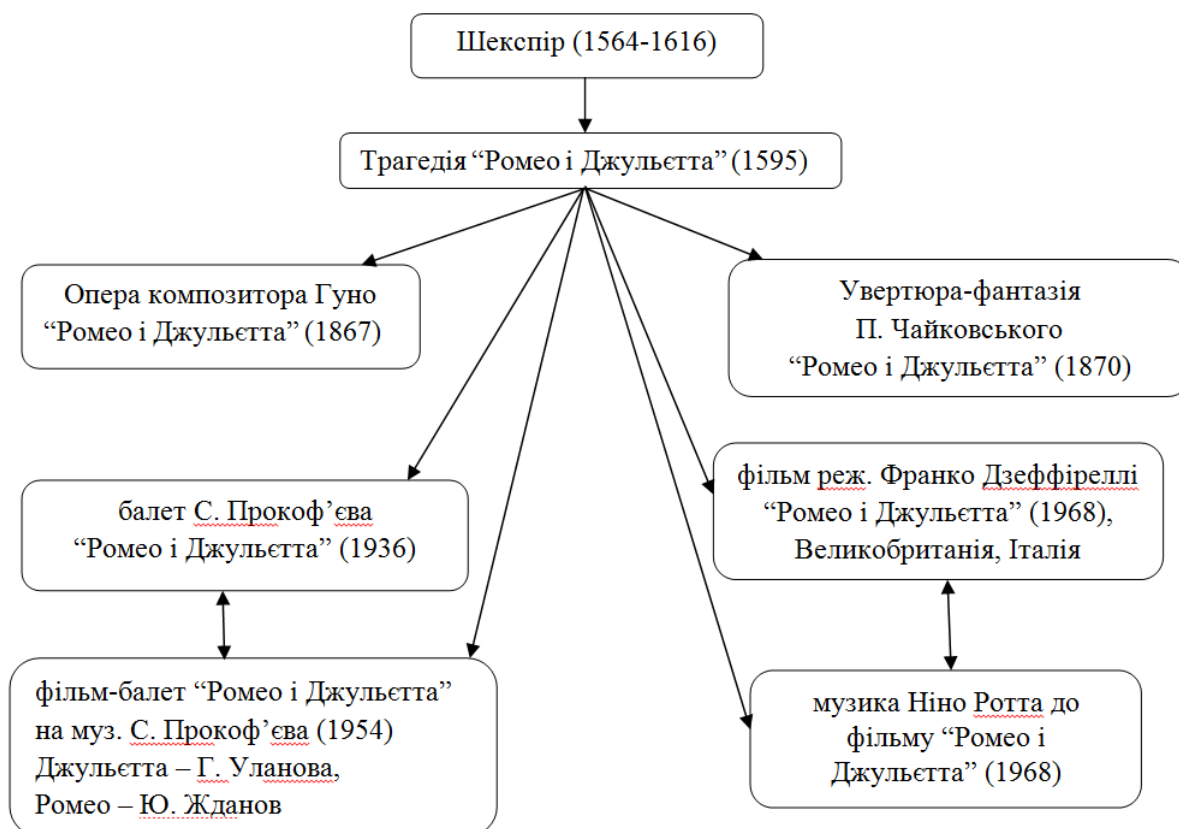 Шекспір (1564-1616)
Трагедія “Ромео і Джульєтта” (1595)
Опера композитора Гуно
“Ромео і Джульєтта” (1867)
Увертюра-фантазія
П. Чайковського
“Ромео і Джульєтта” (1870)
балет С. Прокоф’єва
“Ромео і Джульєтта” (1936)
фільм реж. Франко Дзеффіреллі
“Ромео і Джульєтта” (1968),
Великобританія, Італія
фільм-балет “Ромео і Джульєтта”
на муз. С. Прокоф’єва (1954)
Джульєтта – Г. Уланова,
Ромео – Ю. Жданов
музика Ніно Ротта до
фільму “Ромео і
Джульєтта” (1968)